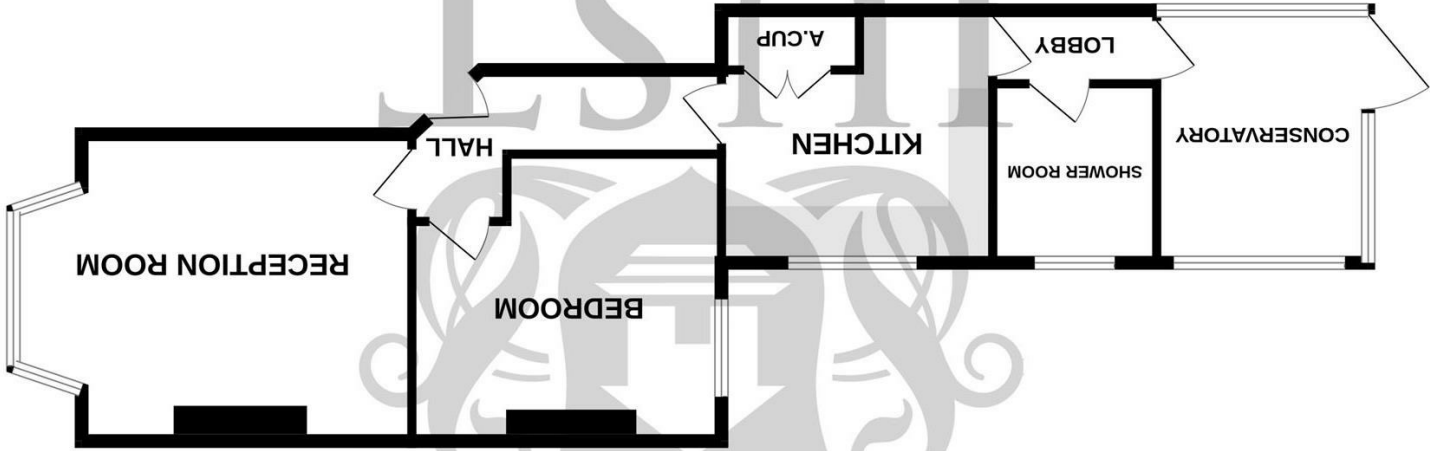 BEDROOM
RECEPTION ROOM
SHOWER ROOM
HALL
KITCHEN
CONSERVATORY
LOBBY
A.CUP